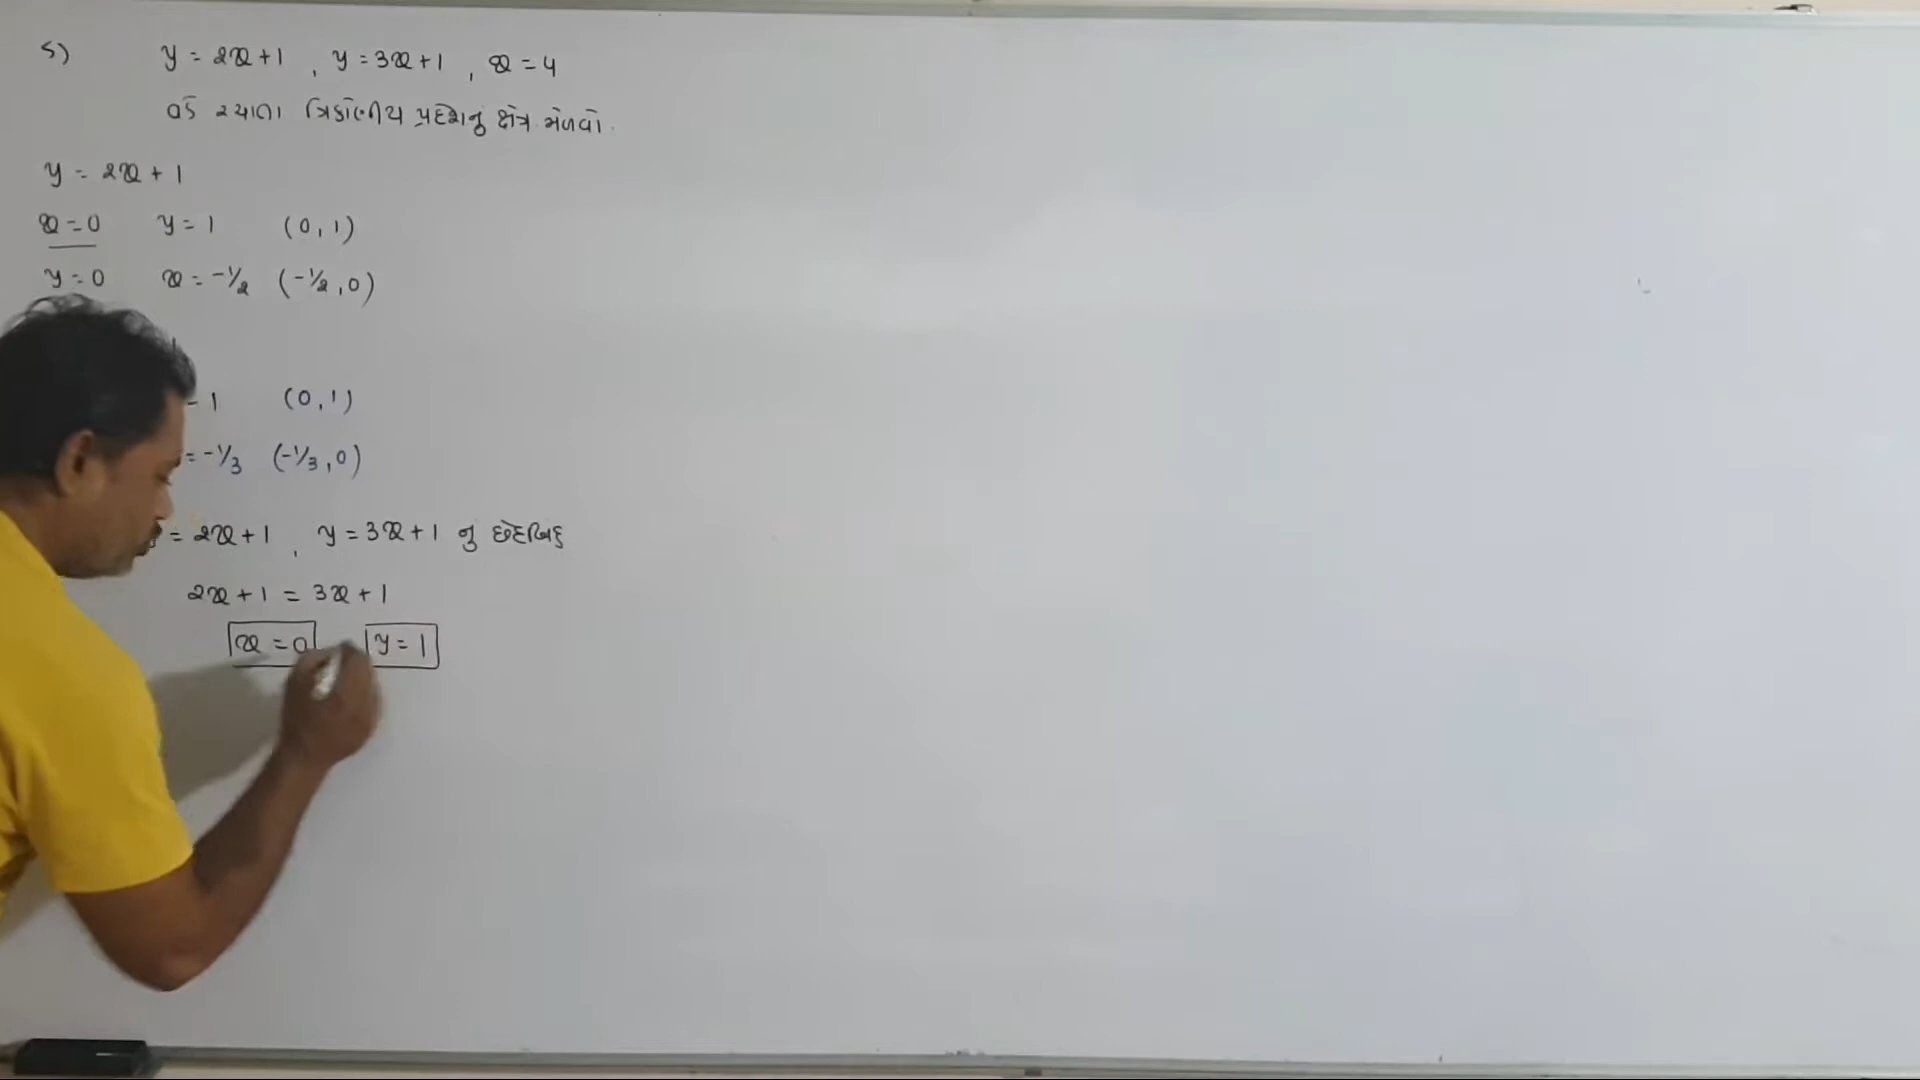 5) y = 2x+1 , y = 3x+1 , x = 4
વડે રચાતા ત્રિકોણીય પ્રદેશનુ ક્ષેત્ર મેળવો.
y = 2x + 1
x = 0 y = 1 (0, 1)
y = 0 x = -1/2 (-1/2, 0)
1 (0, 1)
= -1/3 (-1/3, 0)
= 2x+1 , y = 3x+1 નુ છેદબિંદુ
2x+1 = 3x+1
x = 0 y = 1